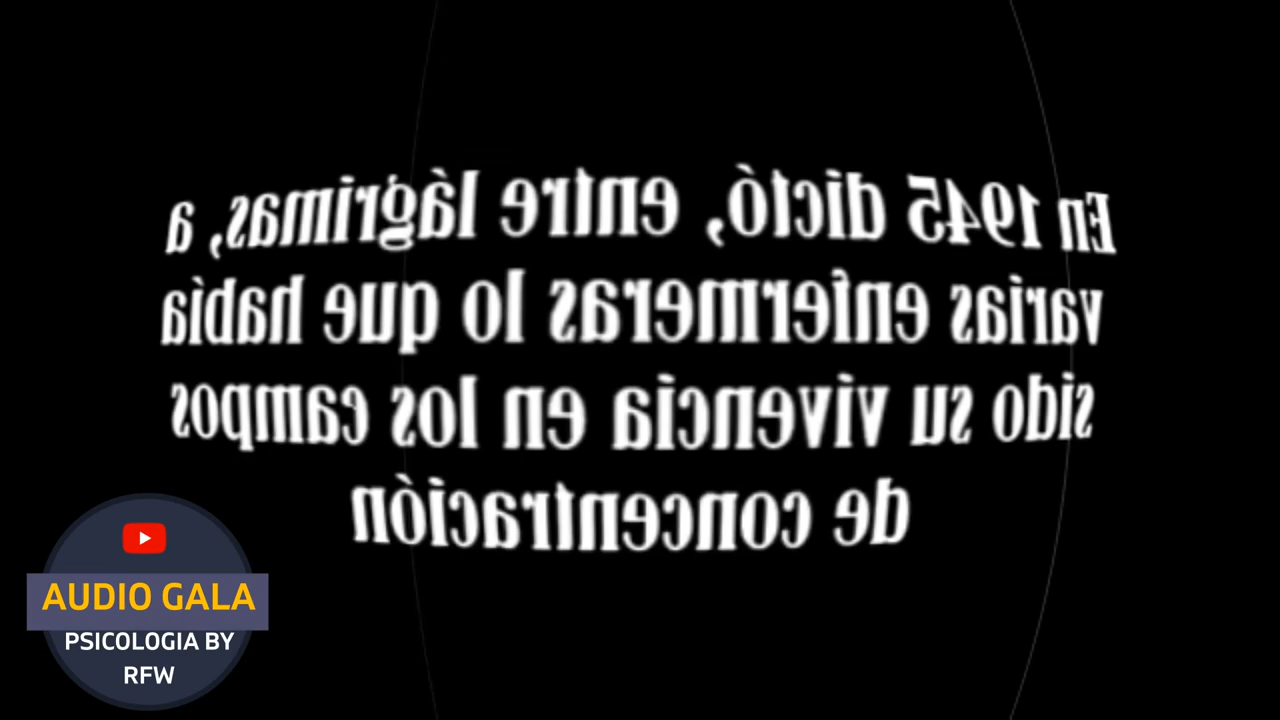 En 1945 dictó, entre lágrimas, a
varias enfermeras lo que había
sido su vivencia en los campos
de concentración
AUDIO GALA
PSICOLOGIA BY
RFW